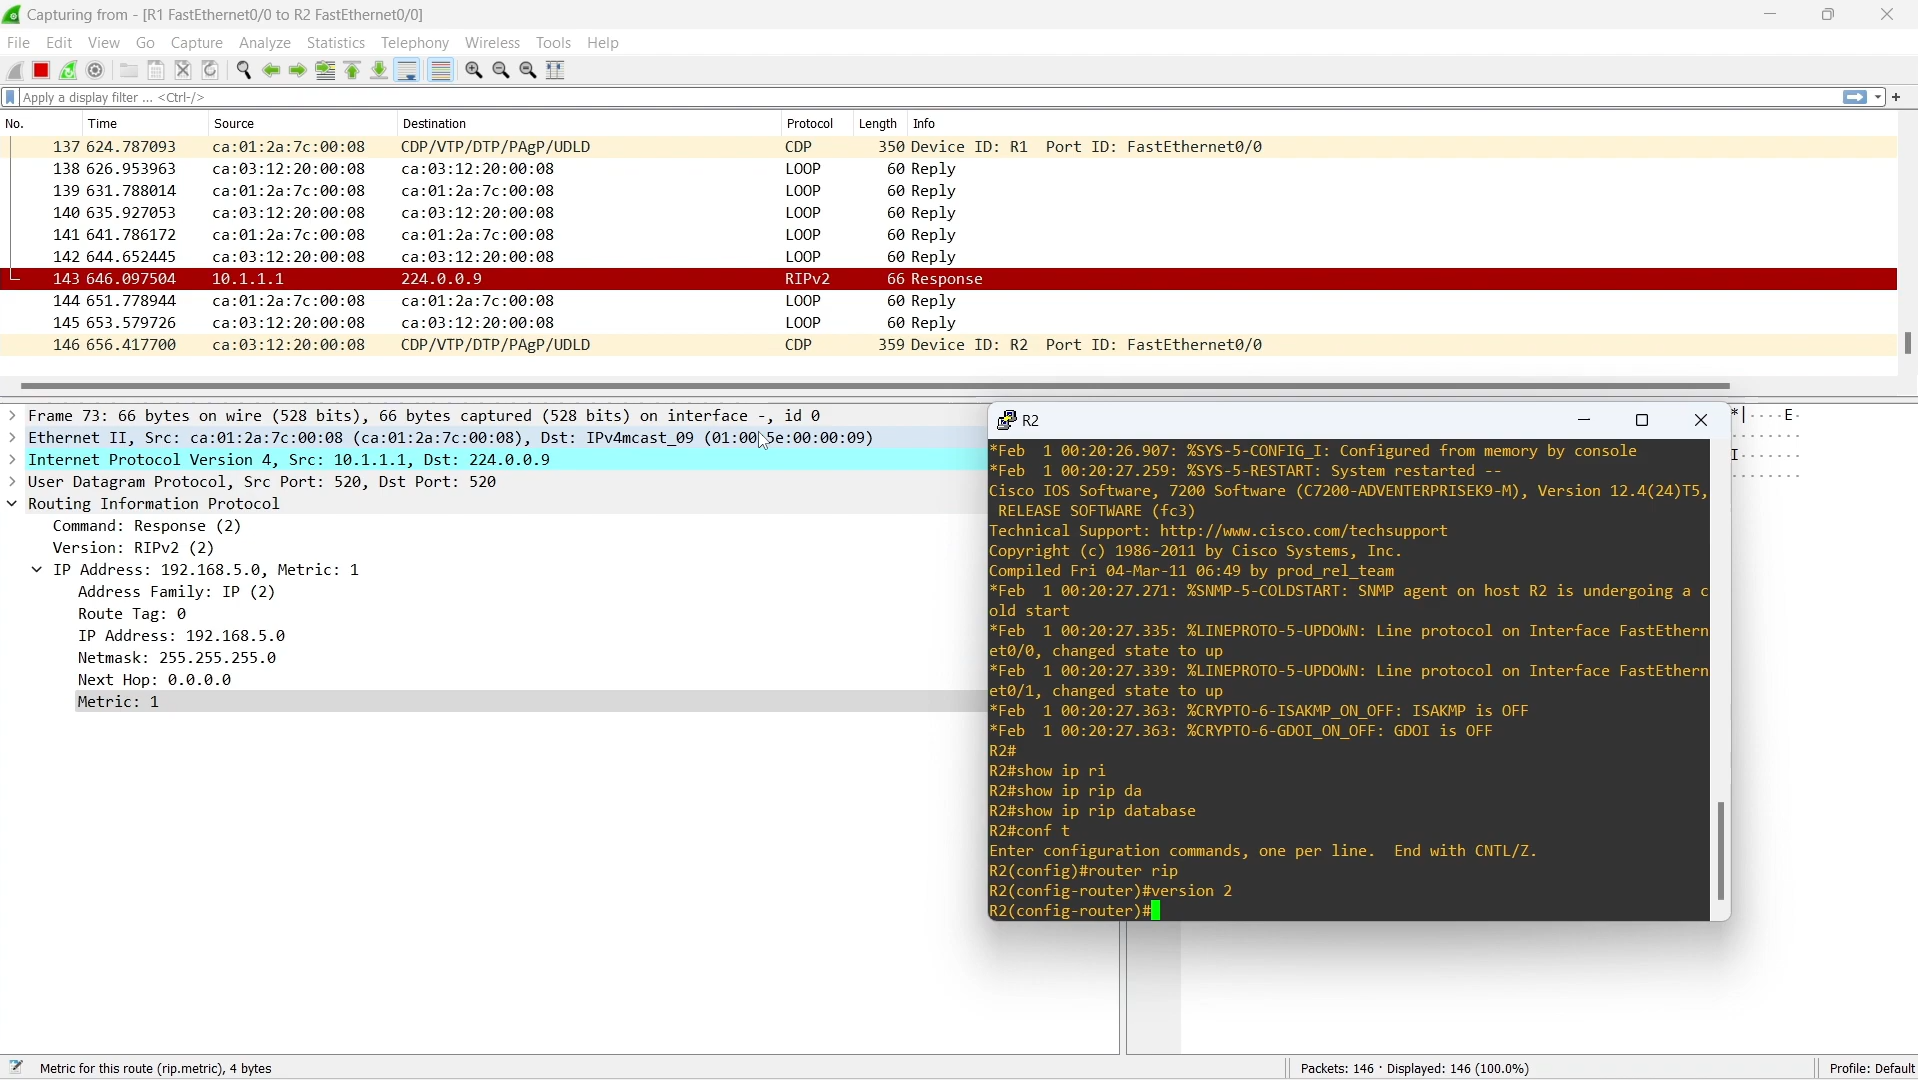 Capturing from - [R1 FastEthernet0/0 to R2 FastEthernet0/0]
File Edit View Go Capture Analyze Statistics Telephony Wireless Tools Help
Apply a display filter ... <Ctrl-/>
No. Time Source Destination Protocol Length Info
137 624.787093 ca:01:2a:7c:00:08 CDP/VTP/DTP/PAgP/UDLD CDP 350 Device ID: R1 Port ID: FastEthernet0/0
138 626.953963 ca:03:12:20:00:08 ca:03:12:20:00:08 LOOP 60 Reply
139 631.788014 ca:01:2a:7c:00:08 ca:01:2a:7c:00:08 LOOP 60 Reply
140 635.927053 ca:03:12:20:00:08 ca:03:12:20:00:08 LOOP 60 Reply
141 641.786172 ca:01:2a:7c:00:08 ca:01:2a:7c:00:08 LOOP 60 Reply
142 644.652445 ca:03:12:20:00:08 ca:03:12:20:00:08 LOOP 60 Reply
143 646.097504 10.1.1.1 224.0.0.9 RIPv2 66 Response
144 651.778944 ca:01:2a:7c:00:08 ca:01:2a:7c:00:08 LOOP 60 Reply
145 653.579726 ca:03:12:20:00:08 ca:03:12:20:00:08 LOOP 60 Reply
146 656.417700 ca:03:12:20:00:08 CDP/VTP/DTP/PAgP/UDLD CDP 359 Device ID: R2 Port ID: FastEthernet0/0
Frame 73: 66 bytes on wire (528 bits), 66 bytes captured (528 bits) on interface -, id 0
Ethernet II, Src: ca:01:2a:7c:00:08 (ca:01:2a:7c:00:08), Dst: IPv4mcast_09 (01:00:5e:00:00:09)
Internet Protocol Version 4, Src: 10.1.1.1, Dst: 224.0.0.9
User Datagram Protocol, Src Port: 520, Dst Port: 520
Routing Information Protocol
Command: Response (2)
Version: RIPv2 (2)
IP Address: 192.168.5.0, Metric: 1
Address Family: IP (2)
Route Tag: 0
IP Address: 192.168.5.0
Netmask: 255.255.255.0
Next Hop: 0.0.0.0
Metric: 1
R2
*Feb 1 00:20:26.907: %SYS-5-CONFIG_I: Configured from memory by console
*Feb 1 00:20:27.259: %SYS-5-RESTART: System restarted --
Cisco IOS Software, 7200 Software (C7200-ADVENTERPRISEK9-M), Version 12.4(24)T5,
RELEASE SOFTWARE (fc3)
Technical Support: http://www.cisco.com/techsupport
Copyright (c) 1986-2011 by Cisco Systems, Inc.
Compiled Fri 04-Mar-11 06:49 by prod_rel_team
*Feb 1 00:20:27.271: %SNMP-5-COLDSTART: SNMP agent on host R2 is undergoing a c
old start
*Feb 1 00:20:27.335: %LINEPROTO-5-UPDOWN: Line protocol on Interface FastEthern
et0/0, changed state to up
*Feb 1 00:20:27.339: %LINEPROTO-5-UPDOWN: Line protocol on Interface FastEthern
et0/1, changed state to up
*Feb 1 00:20:27.363: %CRYPTO-6-ISAKMP_ON_OFF: ISAKMP is OFF
*Feb 1 00:20:27.363: %CRYPTO-6-GDOI_ON_OFF: GDOI is OFF
R2#
R2#show ip ri
R2#show ip rip da
R2#show ip rip database
R2#conf t
Enter configuration commands, one per line. End with CNTL/Z.
R2(config)#router rip
R2(config-router)#version 2
R2(config-router)#
*|····E·
········
I·······
········
Metric for this route (rip.metric), 4 bytes
Packets: 146 · Displayed: 146 (100.0%)
Profile: Default